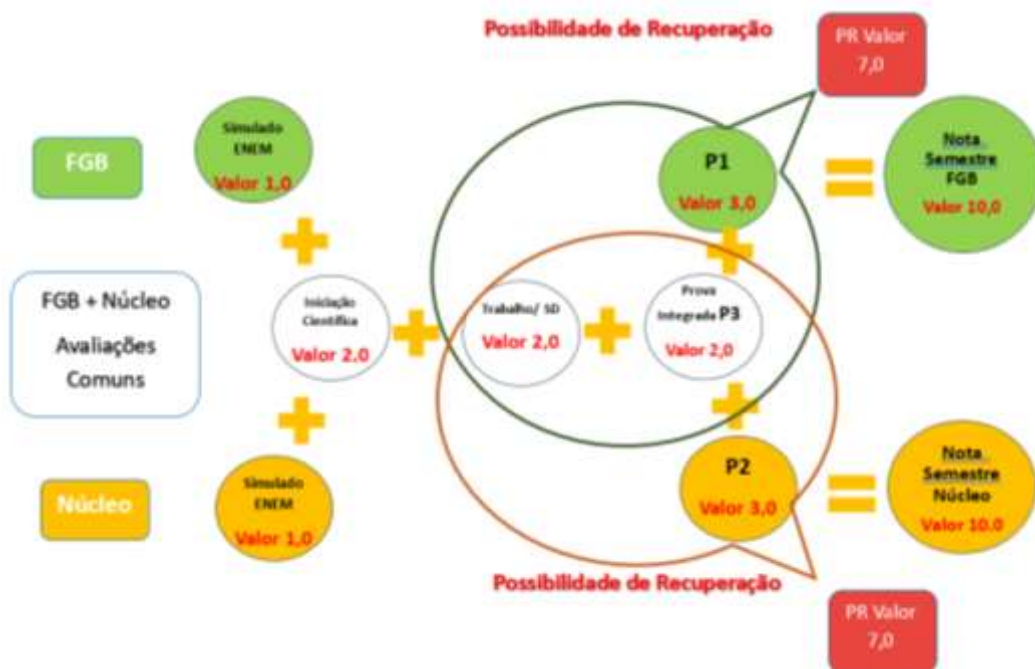 Possibilidade de Recuperação
PR Valor
7,0
FGB
Simulado
ENEM
Valor 1,0
P1
Valor 3,0
Nota
Semestre
FGB
Valor 10,0
FGB + Núcleo
Avaliações
Comuns
Iniciação
Científica
Valor 2,0
Trabalho/ SD
Valor 2,0
Prova
Integrada P3
Valor 2,0
Núcleo
Simulado
ENEM
Valor 1,0
P2
Valor 3,0
Nota
Semestre
Núcleo
Valor 10.0
Possibilidade de Recuperação
PR Valor
7,0